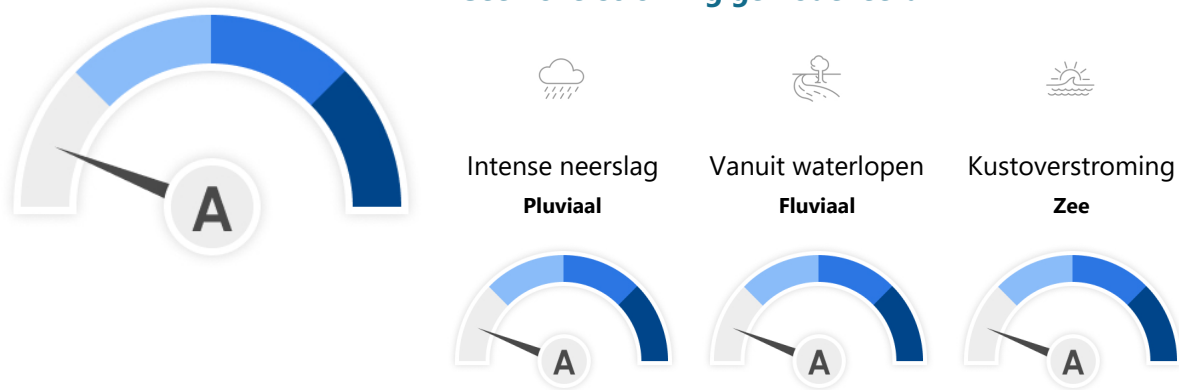 A
Intense neerslag
Pluviaal
A
Vanuit waterlopen
Fluviaal
A
Kustoverstroming
Zee
A